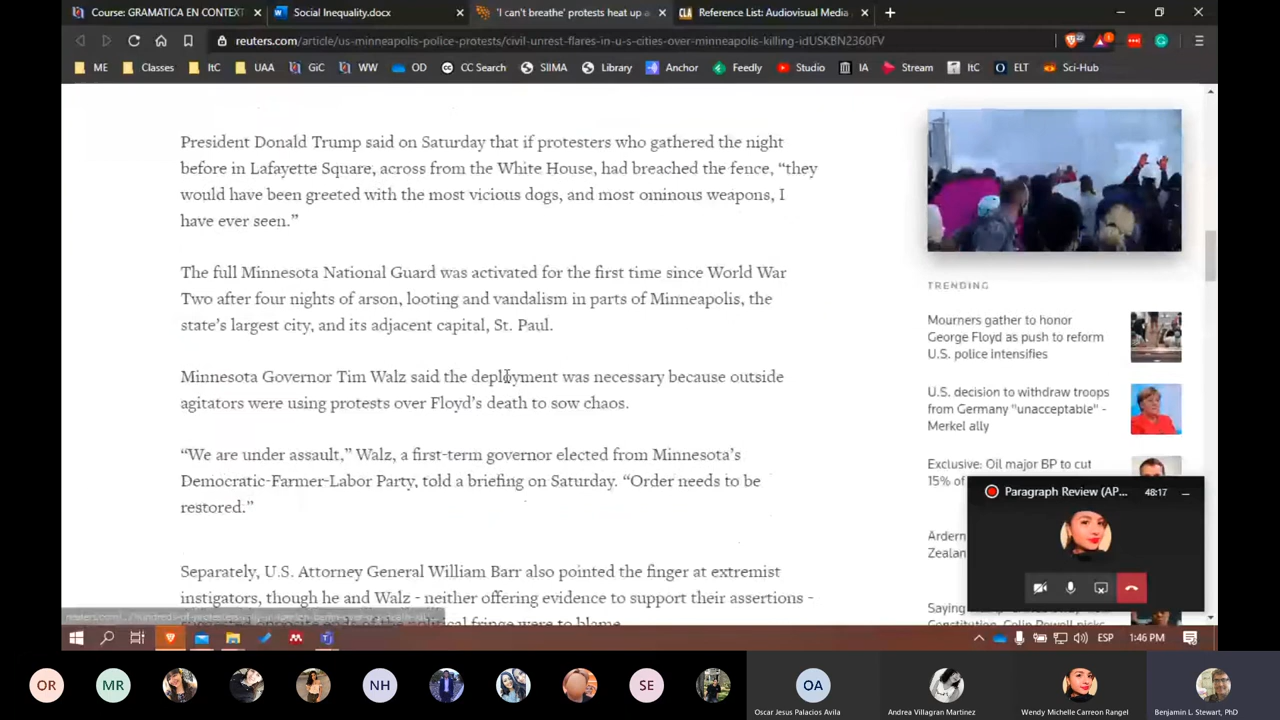 Course: GRAMATICA EN CONTEXT
Social Inequality.docx
'I can't breathe' protests heat up a
Reference List: Audiovisual Media
reuters.com/article/us-minneapolis-police-protests/civil-unrest-flares-in-u-s-cities-over-minneapolis-killing-idUSKBN2360FV
ME Classes ItC UAA GiC WW OD CC Search SIIMA Library Anchor Feedly Studio IA Stream ItC ELT Sci-Hub
President Donald Trump said on Saturday that if protesters who gathered the night
before in Lafayette Square, across from the White House, had breached the fence, “they
would have been greeted with the most vicious dogs, and most ominous weapons, I
have ever seen.”
The full Minnesota National Guard was activated for the first time since World War
Two after four nights of arson, looting and vandalism in parts of Minneapolis, the
state’s largest city, and its adjacent capital, St. Paul.
Minnesota Governor Tim Walz said the deployment was necessary because outside
agitators were using protests over Floyd’s death to sow chaos.
“We are under assault,” Walz, a first-term governor elected from Minnesota’s
Democratic-Farmer-Labor Party, told a briefing on Saturday. “Order needs to be
restored.”
Separately, U.S. Attorney General William Barr also pointed the finger at extremist
instigators, though he and Walz - neither offering evidence to support their assertions -
fringe were to blame.
TRENDING
Mourners gather to honor
George Floyd as push to reform
U.S. police intensifies
U.S. decision to withdraw troops
from Germany "unacceptable" -
Merkel ally
Exclusive: Oil major BP to cut
15% of
Ardern
Zealan
Saying
Constitution, Colin Powell picks
Paragraph Review (AP... 48:17
ESP 1:46 PM
OR MR NH SE OA
Oscar Jesus Palacios Avila
Andrea Villagran Martinez
Wendy Michelle Carreon Rangel
Benjamin L. Stewart, PhD